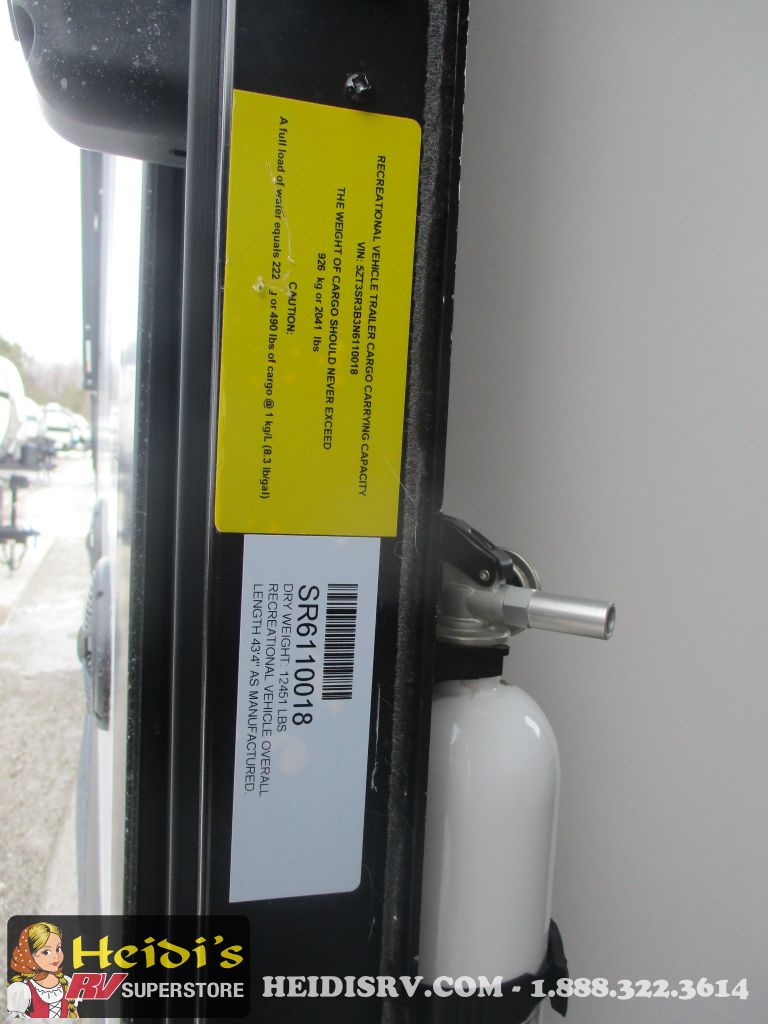 RECREATIONAL VEHICLE TRAILER CARGO CARRYING CAPACITY
VIN: 5ZT3SR3B3N6110018
THE WEIGHT OF CARGO SHOULD NEVER EXCEED
926 kg or 2041 lbs
CAUTION:
A full load of water equals 222 or 490 lbs of cargo @ 1 kg/L (8.3 lb/gal)
SR6110018
DRY WEIGHT: 12451 LBS
RECREATIONAL VEHICLE OVERALL
LENGTH 43'4" AS MANUFACTURED.
Heidi's
RV SUPERSTORE
HEIDISRV.COM - 1.888.322.3614